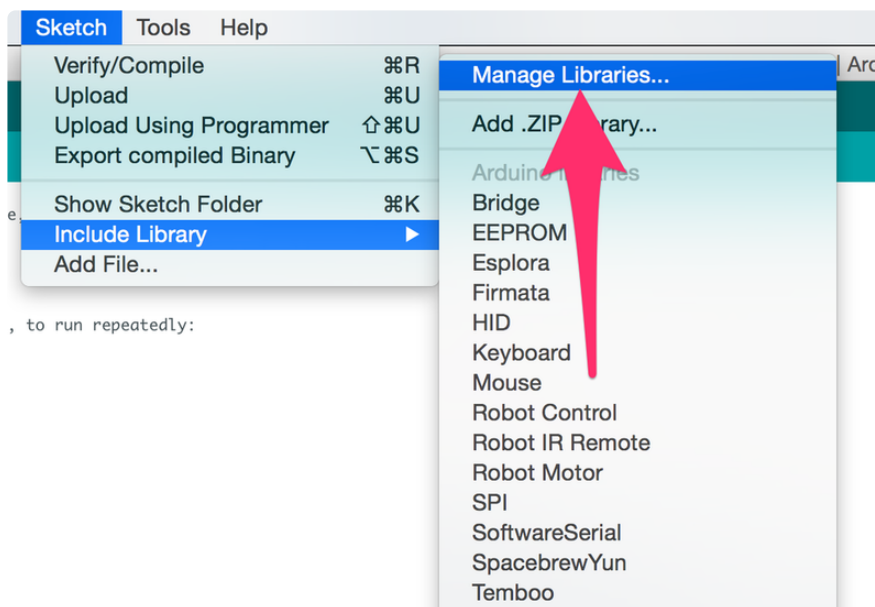 Sketch Tools Help
Verify/Compile ⌘R
Upload ⌘U
Upload Using Programmer ⇧⌘U
Export compiled Binary ⌥⌘S
Show Sketch Folder ⌘K
Include Library ▶
Add File...
, to run repeatedly:
Manage Libraries...
Add .ZIP
Arduino
Bridge
EEPROM
Esplora
Firmata
HID
Keyboard
Mouse
Robot Control
Robot IR Remote
Robot Motor
SPI
SoftwareSerial
SpacebrewYun
Temboo